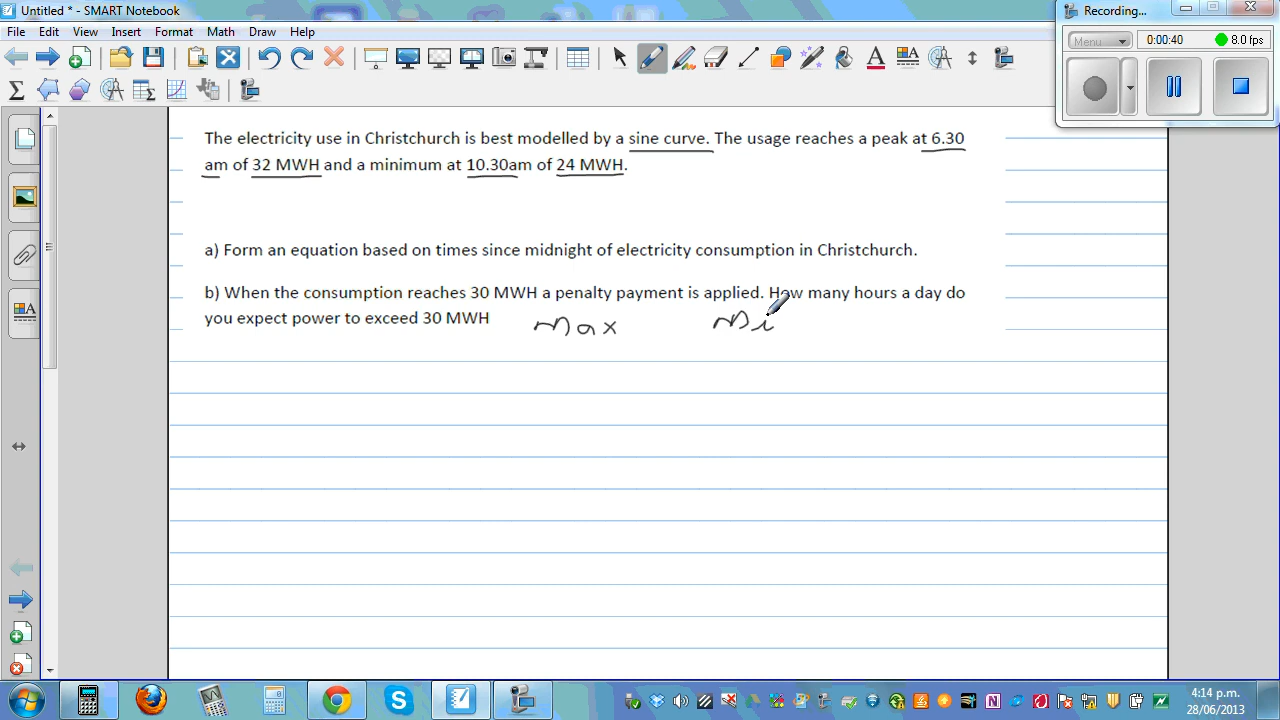 Untitled * - SMART Notebook
Recording...
File Edit View Insert Format Math Draw Help
Menu
0:00:40
8.0 fps
The electricity use in Christchurch is best modelled by a sine curve. The usage reaches a peak at 6.30
am of 32 MWH and a minimum at 10.30am of 24 MWH.
a) Form an equation based on times since midnight of electricity consumption in Christchurch.
b) When the consumption reaches 30 MWH a penalty payment is applied. How many hours a day do
you expect power to exceed 30 MWH
Max Mi
4:14 p.m.
28/06/2013